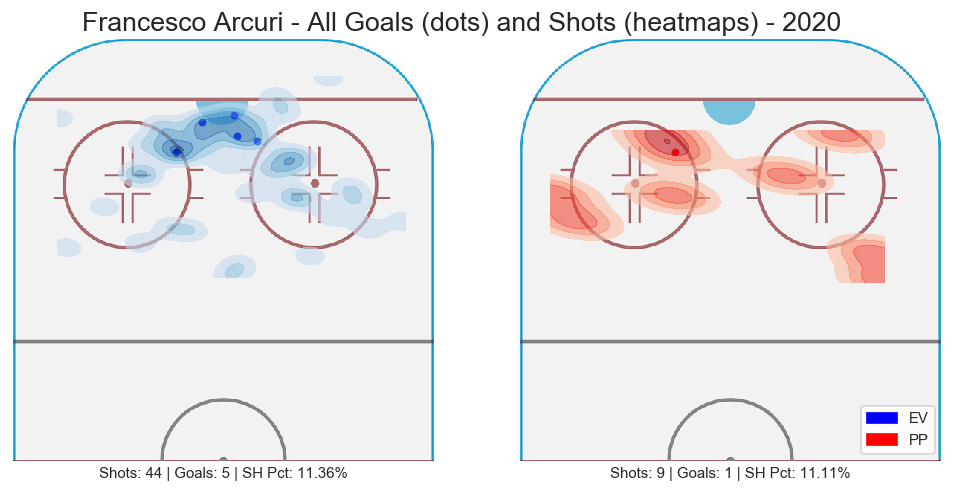 Francesco Arcuri - All Goals (dots) and Shots (heatmaps) - 2020
EV
PP
Shots: 44 | Goals: 5 | SH Pct: 11.36%
Shots: 9 | Goals: 1 | SH Pct: 11.11%